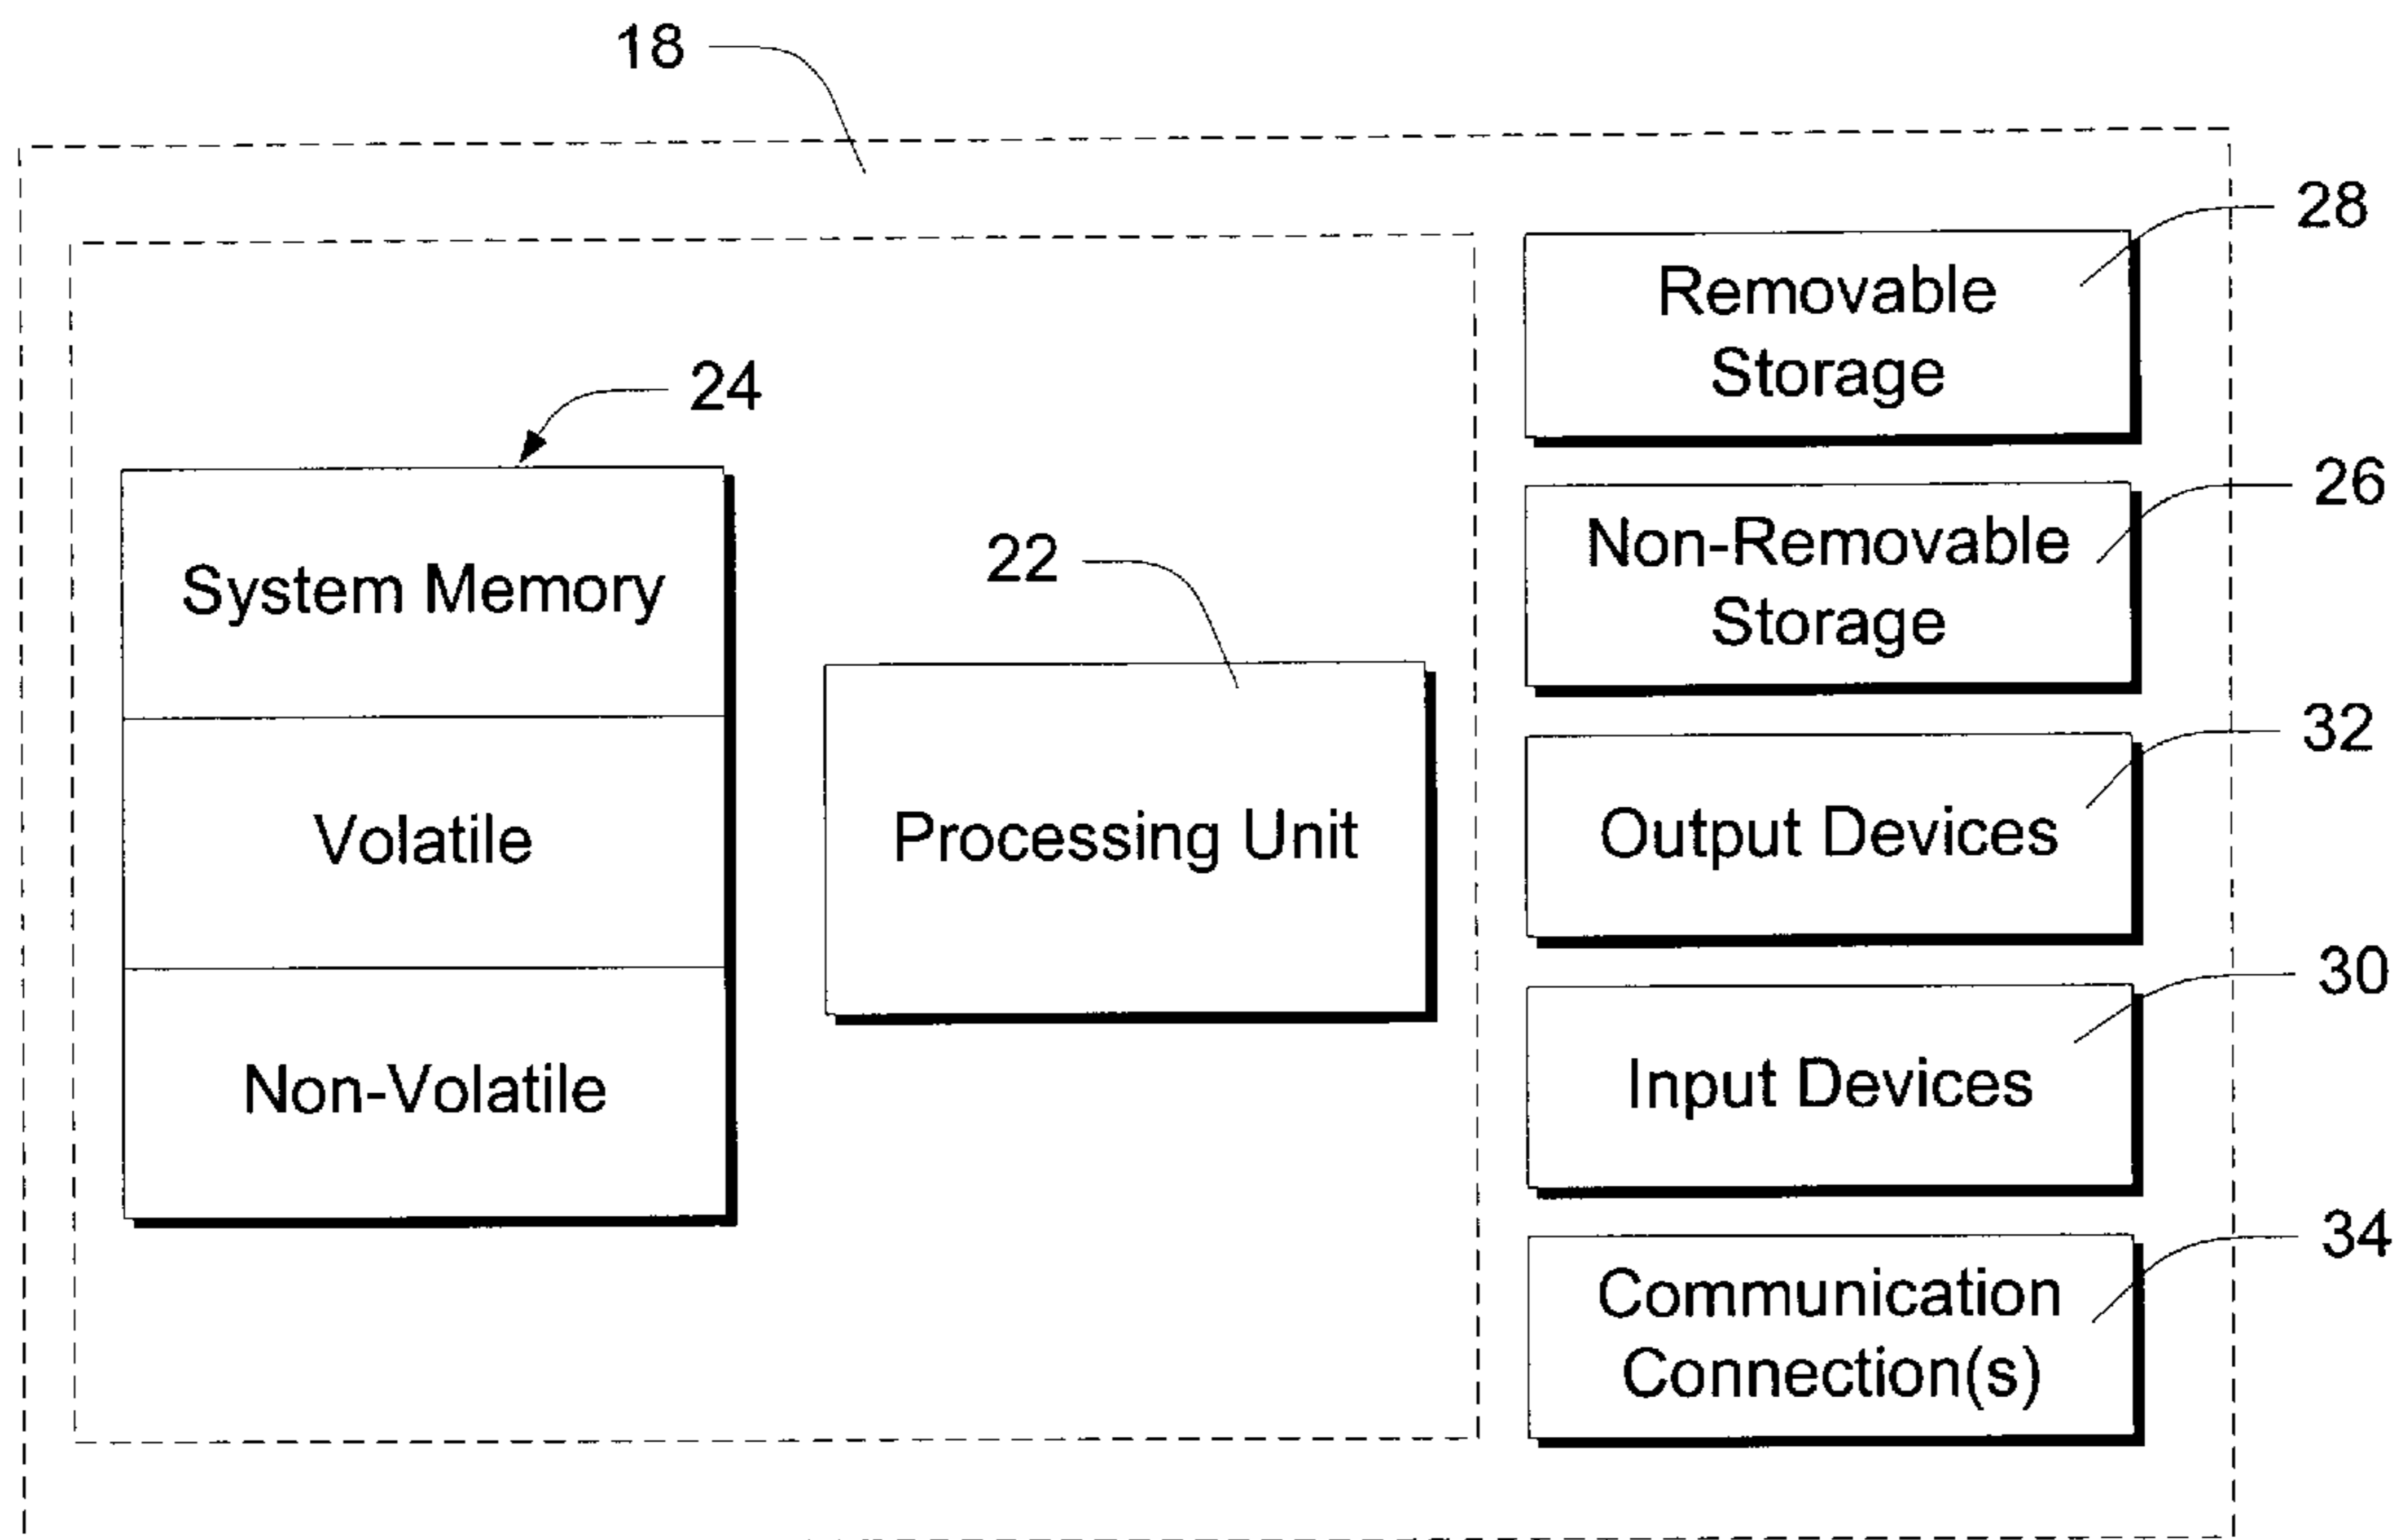 18
28
Removable
Storage
24
26
Non-Removable
Storage
System Memory
22
32
Volatile
Processing Unit
Output Devices
30
Non-Volatile
Input Devices
34
Communication
Connection(s)